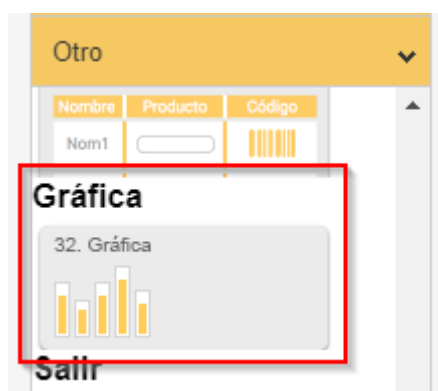 Otro
Nombre Producto Código
Nom1
Gráfica
32. Gráfica
Salir